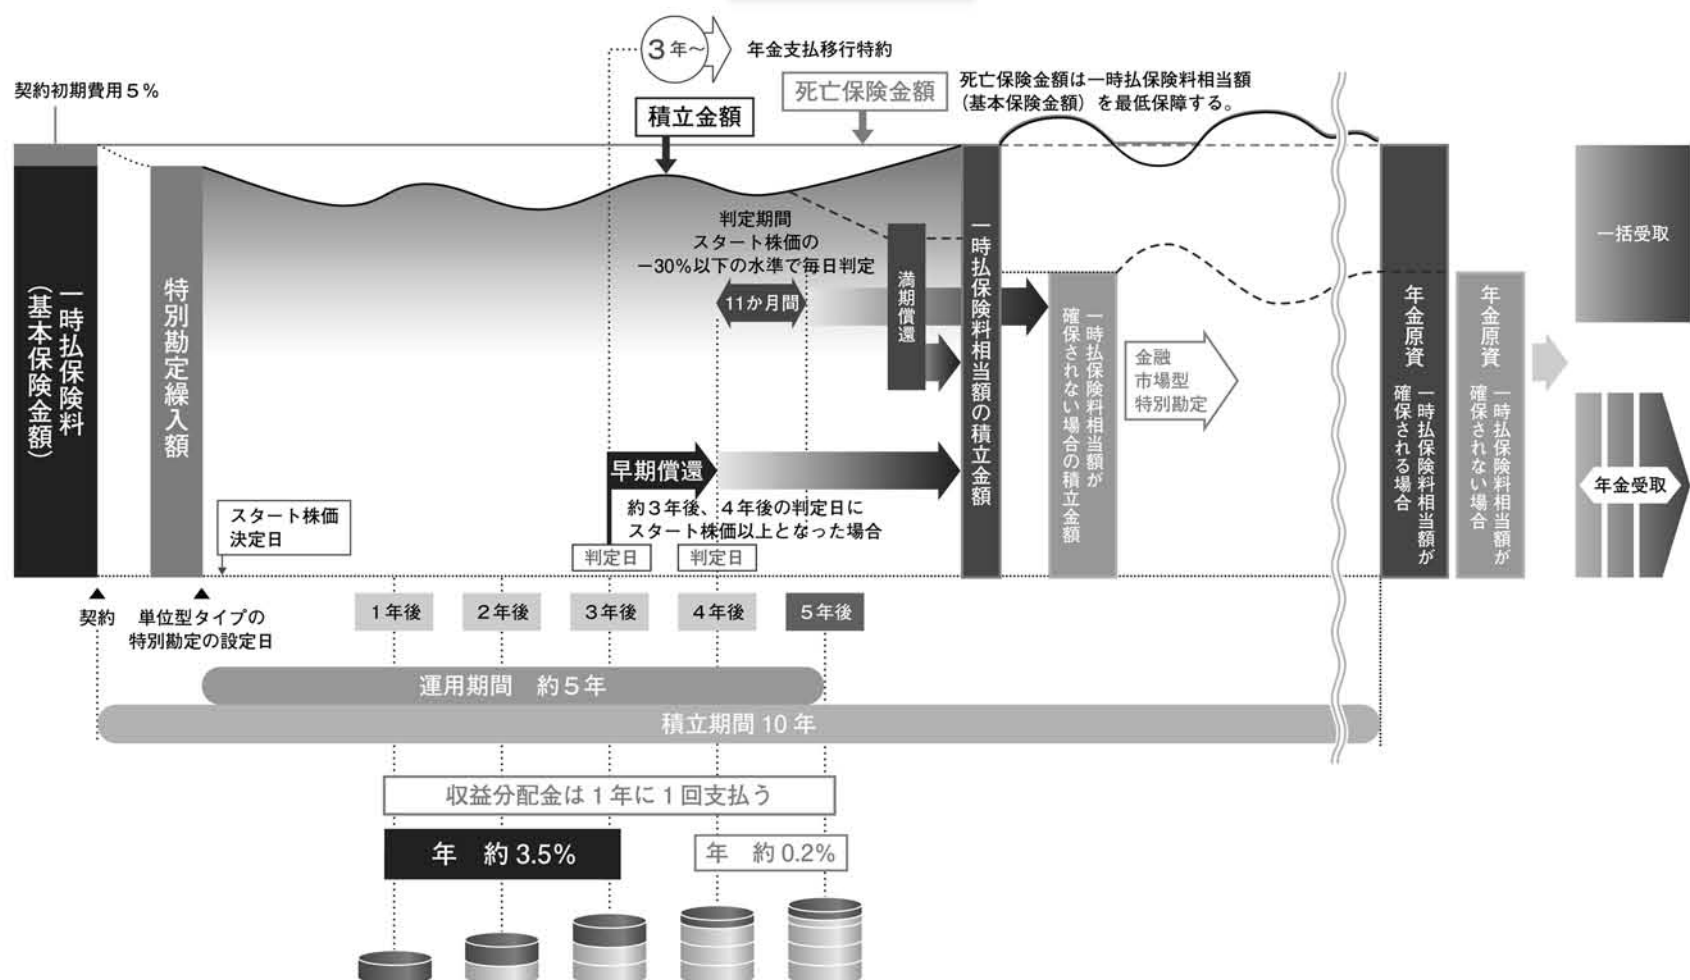 3年~
年金支払移行特約
契約初期費用5%
積立金額
死亡保険金額
死亡保険金額は一時払保険料相当額
(基本保険金額)を最低保障する。
一時払保険料
(基本保険金額)
特別勘定繰入額
スタート株価
決定日
判定期間
スタート株価の
-30%以下の水準で毎日判定
11か月間
満期償還
早期償還
約3年後、4年後の判定日に
スタート株価以上となった場合
判定日
判定日
一時払保険料相当額の積立金額
一時払保険料相当額が
確保されない場合の積立金額
金融
市場型
特別勘定
年金原資
一時払保険料相当額が
確保される場合
年金原資
一時払保険料相当額が
確保されない場合
一括受取
年金受取
契約
単位型タイプの
特別勘定の設定日
1年後
2年後
3年後
4年後
5年後
運用期間 約5年
積立期間10年
収益分配金は1年に1回支払う
年 約3.5%
年 約0.2%